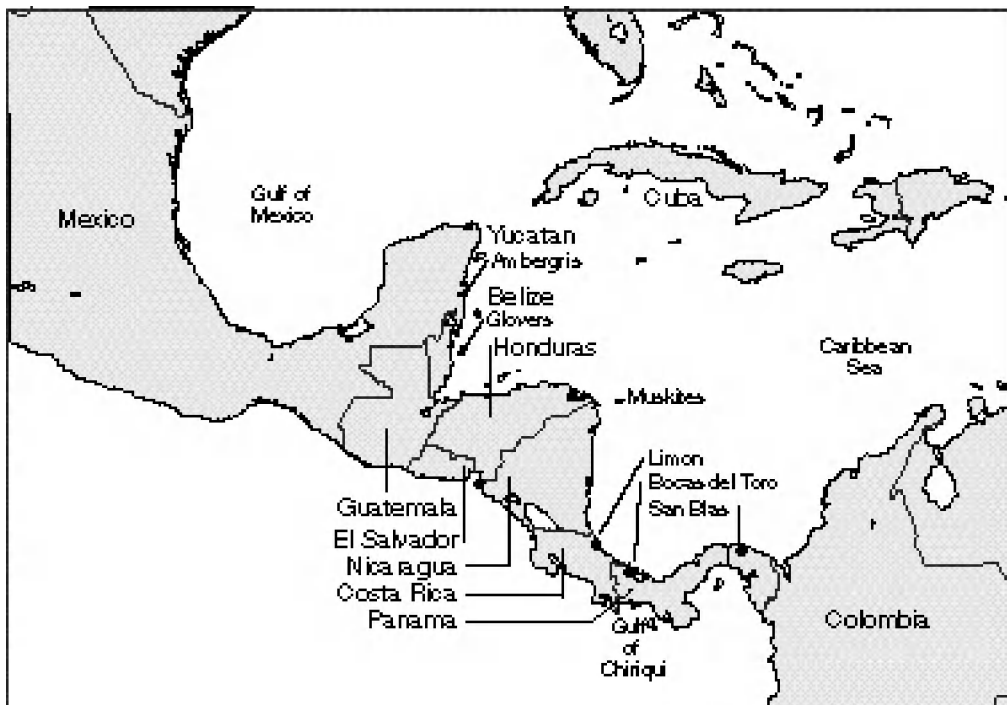 Gulf of
Mexico
Mexico
Cuba
Yucatan
Ambergris
Belize
Glovers
Honduras
Caribbean
Sea
Muskites
Limon
Bocas del Toro
San Blas
Guatemala
El Salvador
Nicaragua
Costa Rica
Panama
Gulf
of
Chiriqui
Colombia